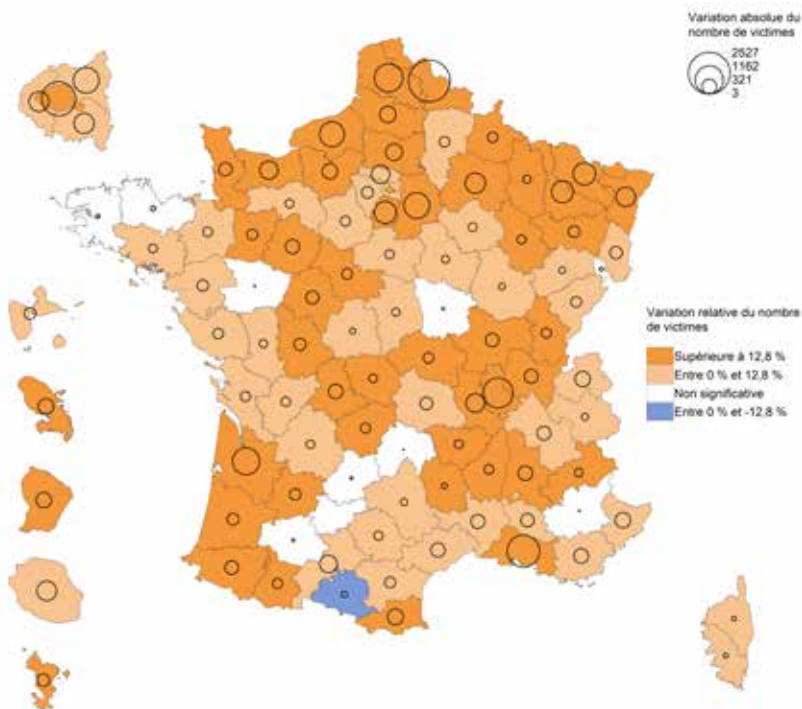 Variation absolue du
nombre de victimes
2527
1162
321
3
Variation relative du nombre
de victimes
Supérieure à 12,8 %
Entre 0 % et 12,8 %
Non significative
Entre 0 % et -12,8 %